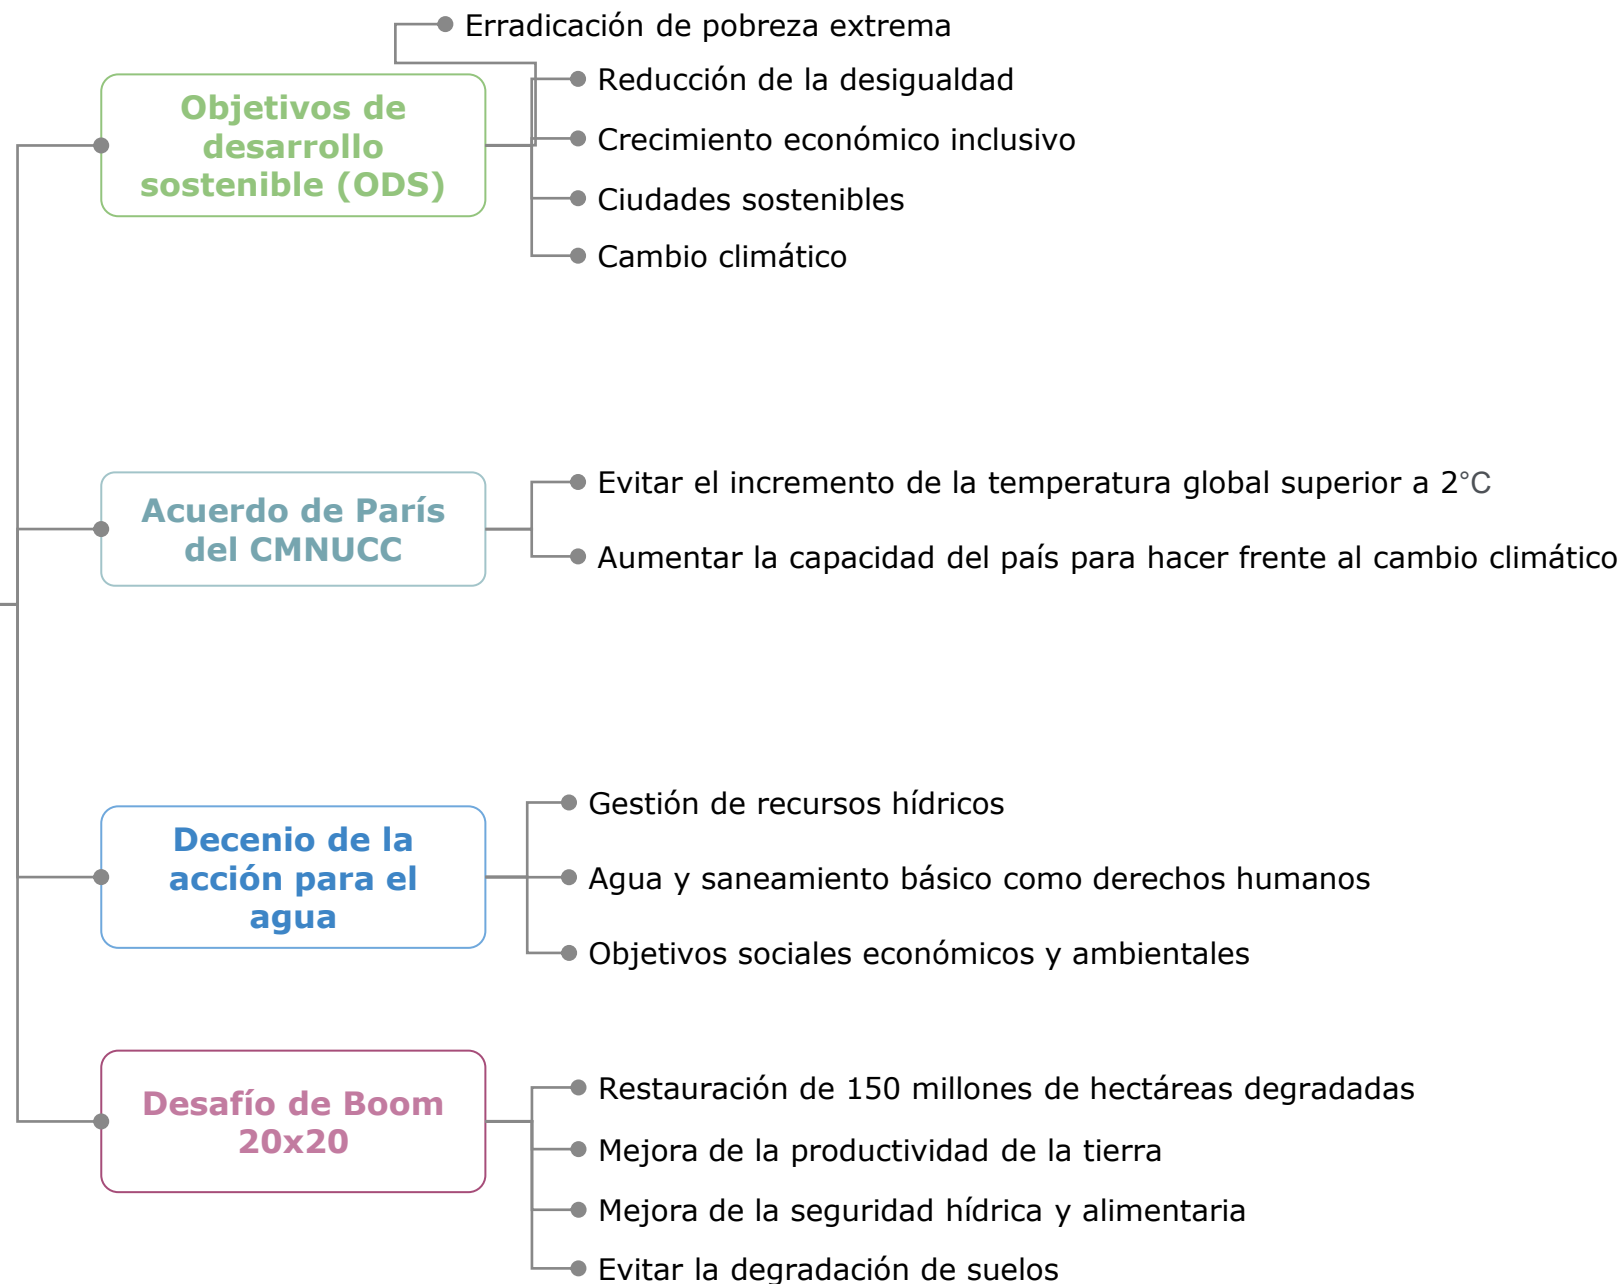 Erradicación de pobreza extrema
Objetivos de
desarrollo
sostenible (ODS)
Reducción de la desigualdad
Crecimiento económico inclusivo
Ciudades sostenibles
Cambio climático
Acuerdo de París
del CMNUCC
Evitar el incremento de la temperatura global superior a 2°C
Aumentar la capacidad del país para hacer frente al cambio climático
Decenio de la
acción para el
agua
Gestión de recursos hídricos
Agua y saneamiento básico como derechos humanos
Objetivos sociales económicos y ambientales
Desafío de Boom
20x20
Restauración de 150 millones de hectáreas degradadas
Mejora de la productividad de la tierra
Mejora de la seguridad hídrica y alimentaria
Evitar la degradación de suelos